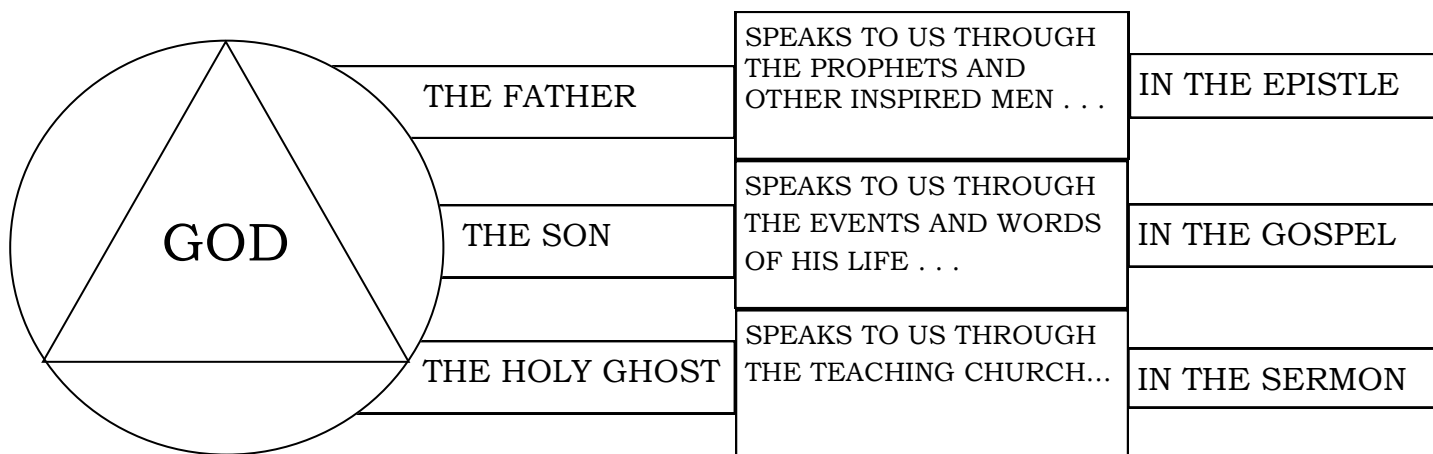 GOD
THE FATHER
SPEAKS TO US THROUGH
THE PROPHETS AND
OTHER INSPIRED MEN . . .
IN THE EPISTLE
THE SON
SPEAKS TO US THROUGH
THE EVENTS AND WORDS
OF HIS LIFE . . .
IN THE GOSPEL
THE HOLY GHOST
SPEAKS TO US THROUGH
THE TEACHING CHURCH...
IN THE SERMON